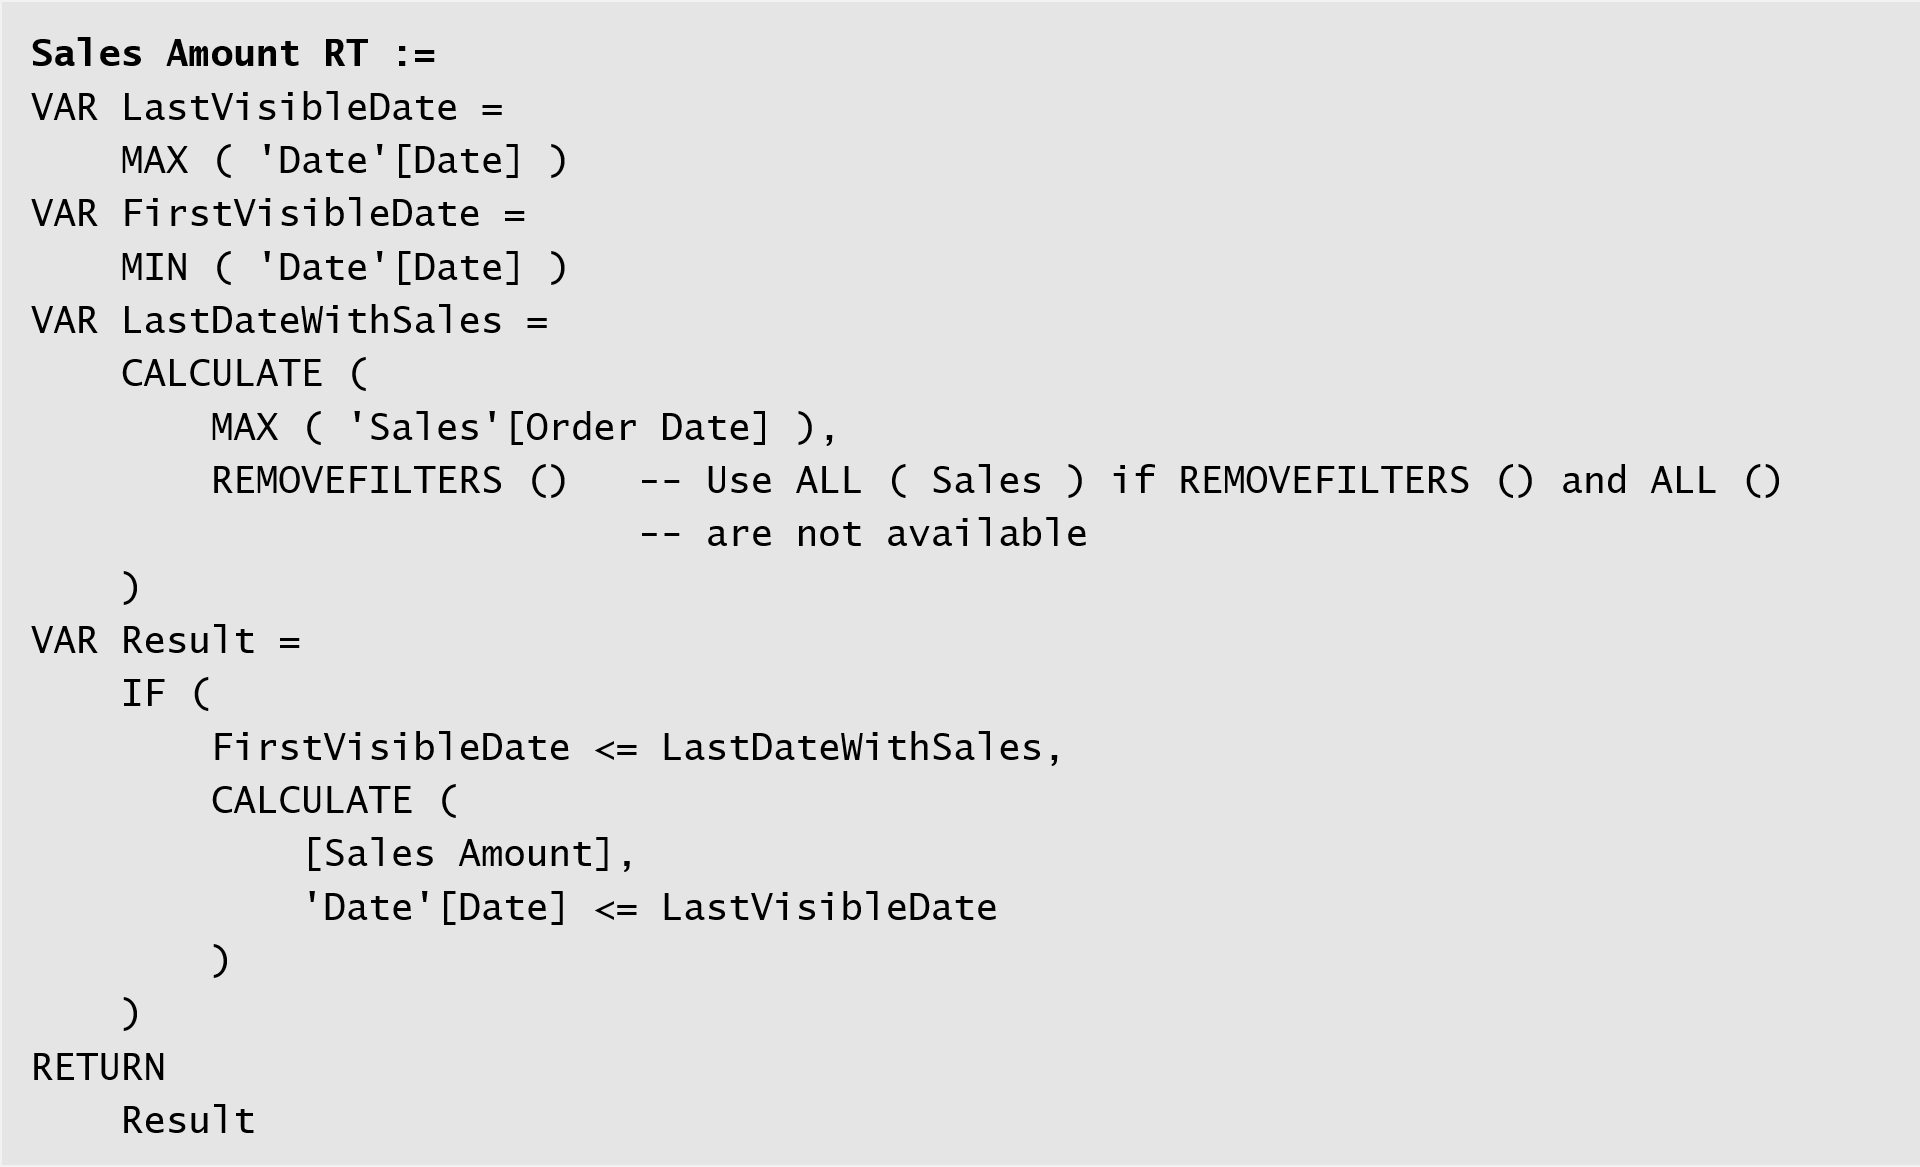 Sales Amount RT :=
VAR LastVisibleDate =
    MAX ( 'Date'[Date] )
VAR FirstVisibleDate =
    MIN ( 'Date'[Date] )
VAR LastDateWithSales =
    CALCULATE (
        MAX ( 'Sales'[Order Date] ),
        REMOVEFILTERS ()   -- Use ALL ( Sales ) if REMOVEFILTERS () and ALL ()
                           -- are not available
    )
VAR Result =
    IF (
        FirstVisibleDate <= LastDateWithSales,
        CALCULATE (
            [Sales Amount],
            'Date'[Date] <= LastVisibleDate
        )
    )
RETURN
    Result